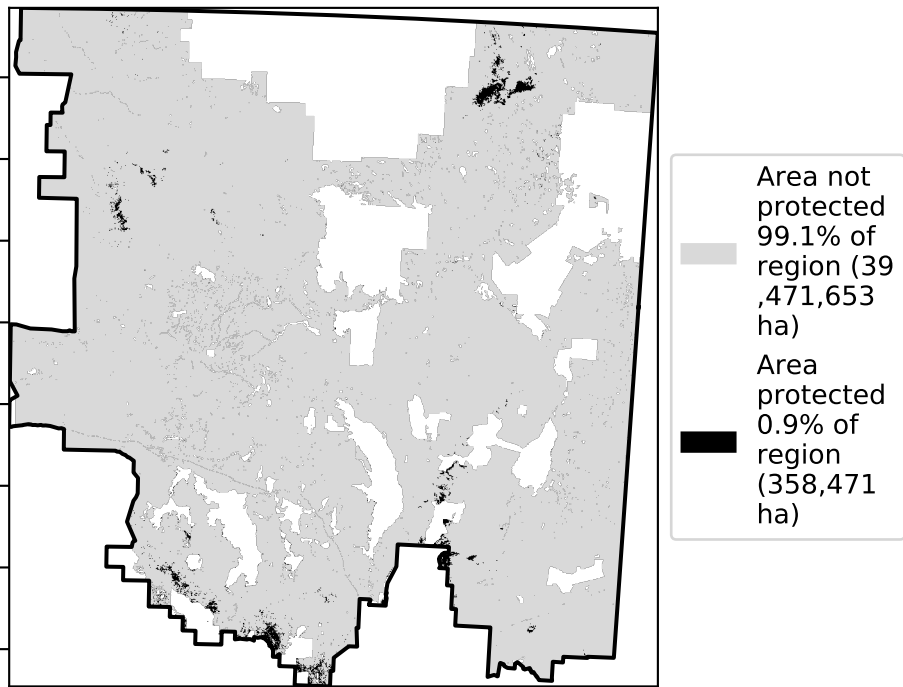 Area not
protected
99.1% of
region (39
,471,653
ha)
Area
protected
0.9% of
region
(358,471
ha)